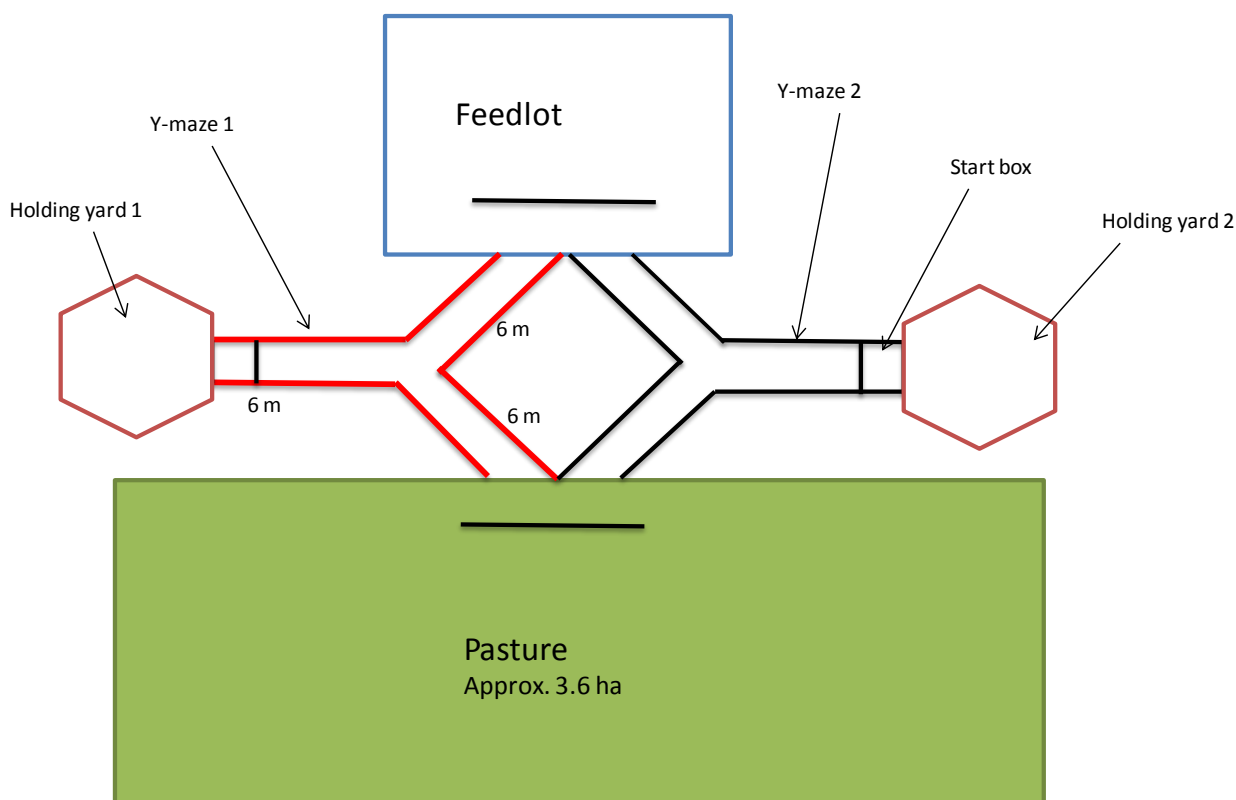 Feedlot
Y-maze 2
Y-maze 1
Start box
Holding yard 1
Holding yard 2
6 m
6 m
6 m
Pasture
Approx. 3.6 ha